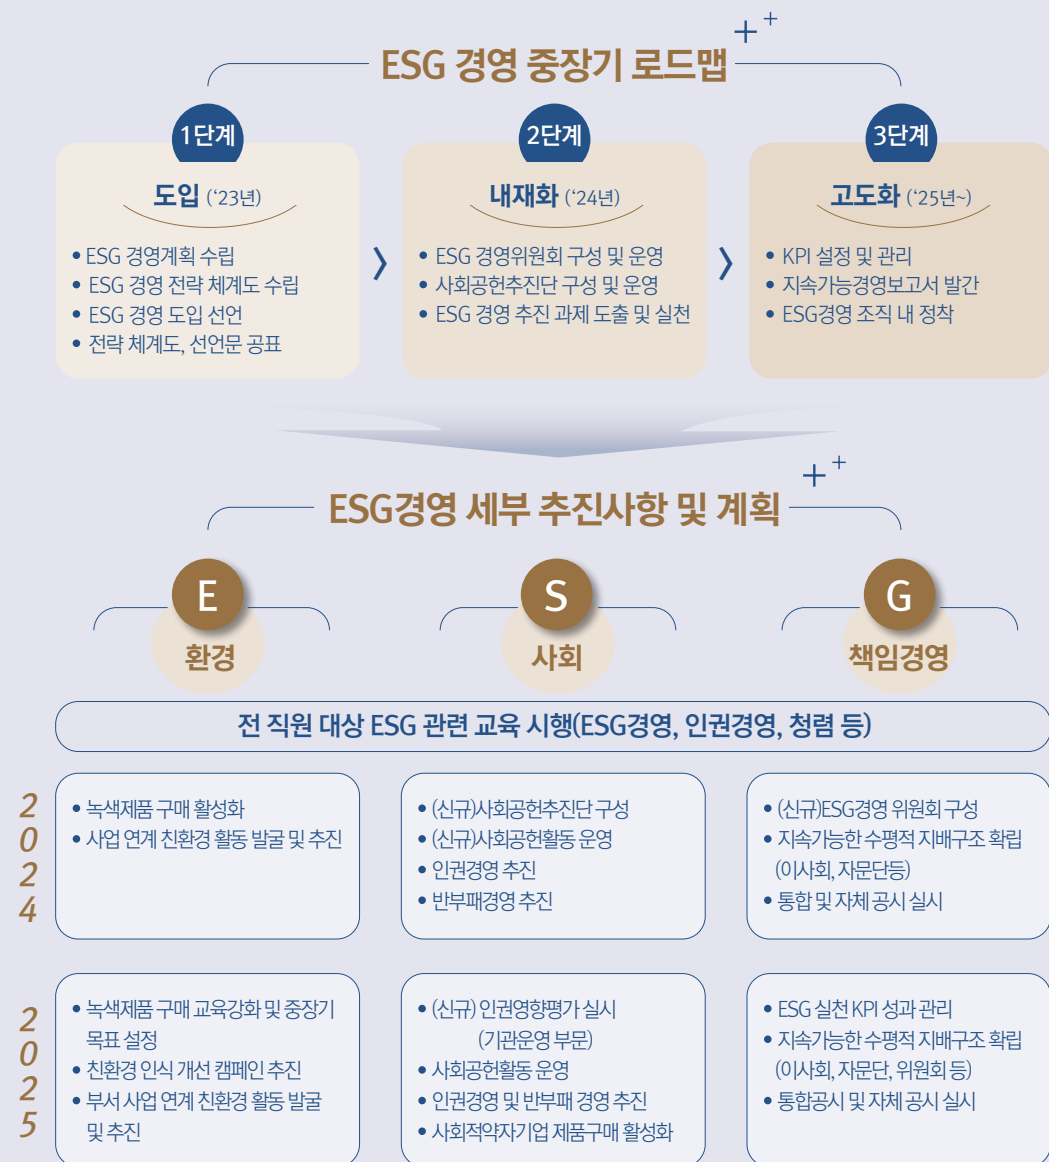 ESG 경영 중장기 로드맵
1단계
도입 (‘23년)
• ESG 경영계획 수립
• ESG 경영 전략 체계도 수립
• ESG 경영 도입 선언
• 전략 체계도, 선언문 공표
2단계
내재화 (‘24년)
• ESG 경영위원회 구성 및 운영
• 사회공헌추진단 구성 및 운영
• ESG 경영 추진 과제 도출 및 실천
3단계
고도화 (‘25년~)
• KPI 설정 및 관리
• 지속가능경영보고서 발간
• ESG경영 조직 내 정착
ESG경영 세부 추진사항 및 계획
E
환경
S
사회
G
책임경영
전 직원 대상 ESG 관련 교육 시행(ESG경영, 인권경영, 청렴 등)
2024
• 녹색제품 구매 활성화
• 사업 연계 친환경 활동 발굴 및 추진
• (신규)사회공헌추진단 구성
• (신규)사회공헌활동 운영
• 인권경영 추진
• 반부패경영 추진
• (신규)ESG경영 위원회 구성
• 지속가능한 수평적 지배구조 확립
(이사회, 자문단등)
• 통합 및 자체 공시 실시
2025
• 녹색제품 구매 교육강화 및 중장기
목표 설정
• 친환경 인식 개선 캠페인 추진
• 부서 사업 연계 친환경 활동 발굴
및 추진
• (신규) 인권영향평가 실시
(기관운영 부문)
• 사회공헌활동 운영
• 인권경영 및 반부패 경영 추진
• 사회적약자기업 제품구매 활성화
• ESG 실천 KPI 성과 관리
• 지속가능한 수평적 지배구조 확립
(이사회, 자문단, 위원회 등)
• 통합공시 및 자체 공시 실시